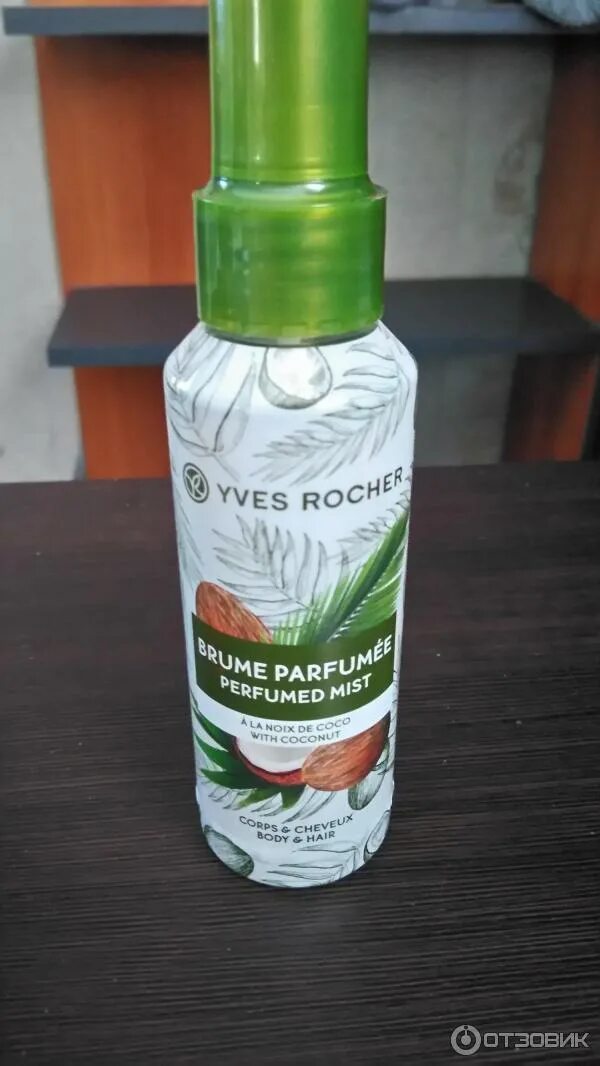 YVES ROCHER
BRUME PARFUMÉE
PERFUMED MIST
À LA NOIX DE COCO
WITH COCONUT
CORPS & CHEVEUX
BODY & HAIR
ОТЗОВИК